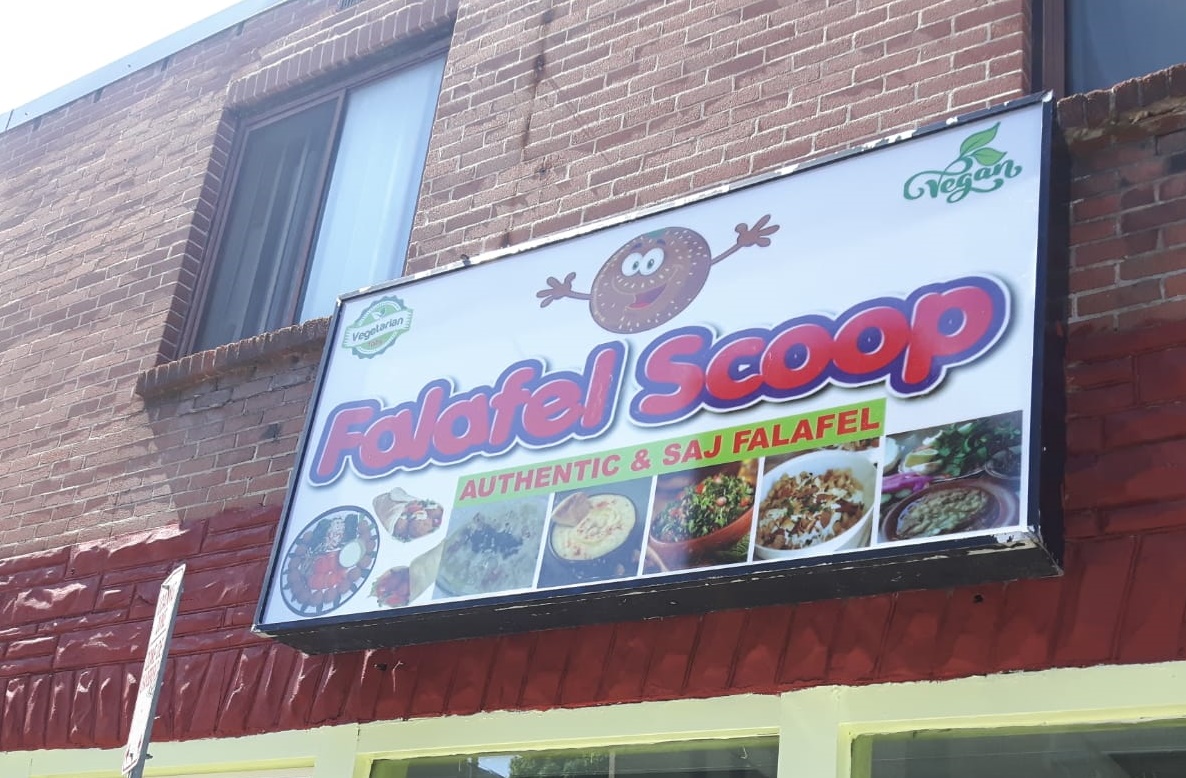 Vegan
Vegetarian
Falafel Scoop
AUTHENTIC & SAJ FALAFEL